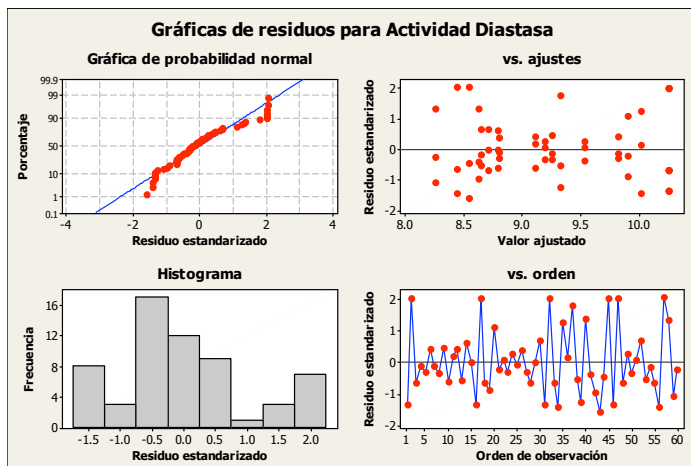 Gráficas de residuos para Actividad Diastasa
Gráfica de probabilidad normal
99.9
99
90
50
10
1
0.1
Porcentaje
-4 -2 0 2 4
Residuo estandarizado
vs. ajustes
2
1
0
-1
-2
Residuo estandarizado
8.0 8.5 9.0 9.5 10.0
Valor ajustado
Histograma
16
12
8
4
0
Frecuencia
-1.5 -1.0 -0.5 0.0 0.5 1.0 1.5 2.0
Residuo estandarizado
vs. orden
2
1
0
-1
-2
Residuo estandarizado
1 5 10 15 20 25 30 35 40 45 50 55 60
Orden de observación